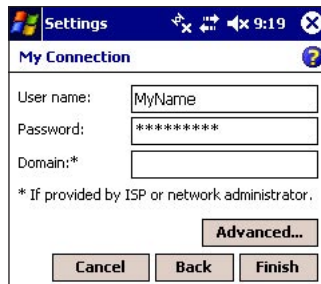 Settings 9:19
My Connection
User name: MyName
Password: *********
Domain:*
* If provided by ISP or network administrator.
Advanced...
Cancel Back Finish